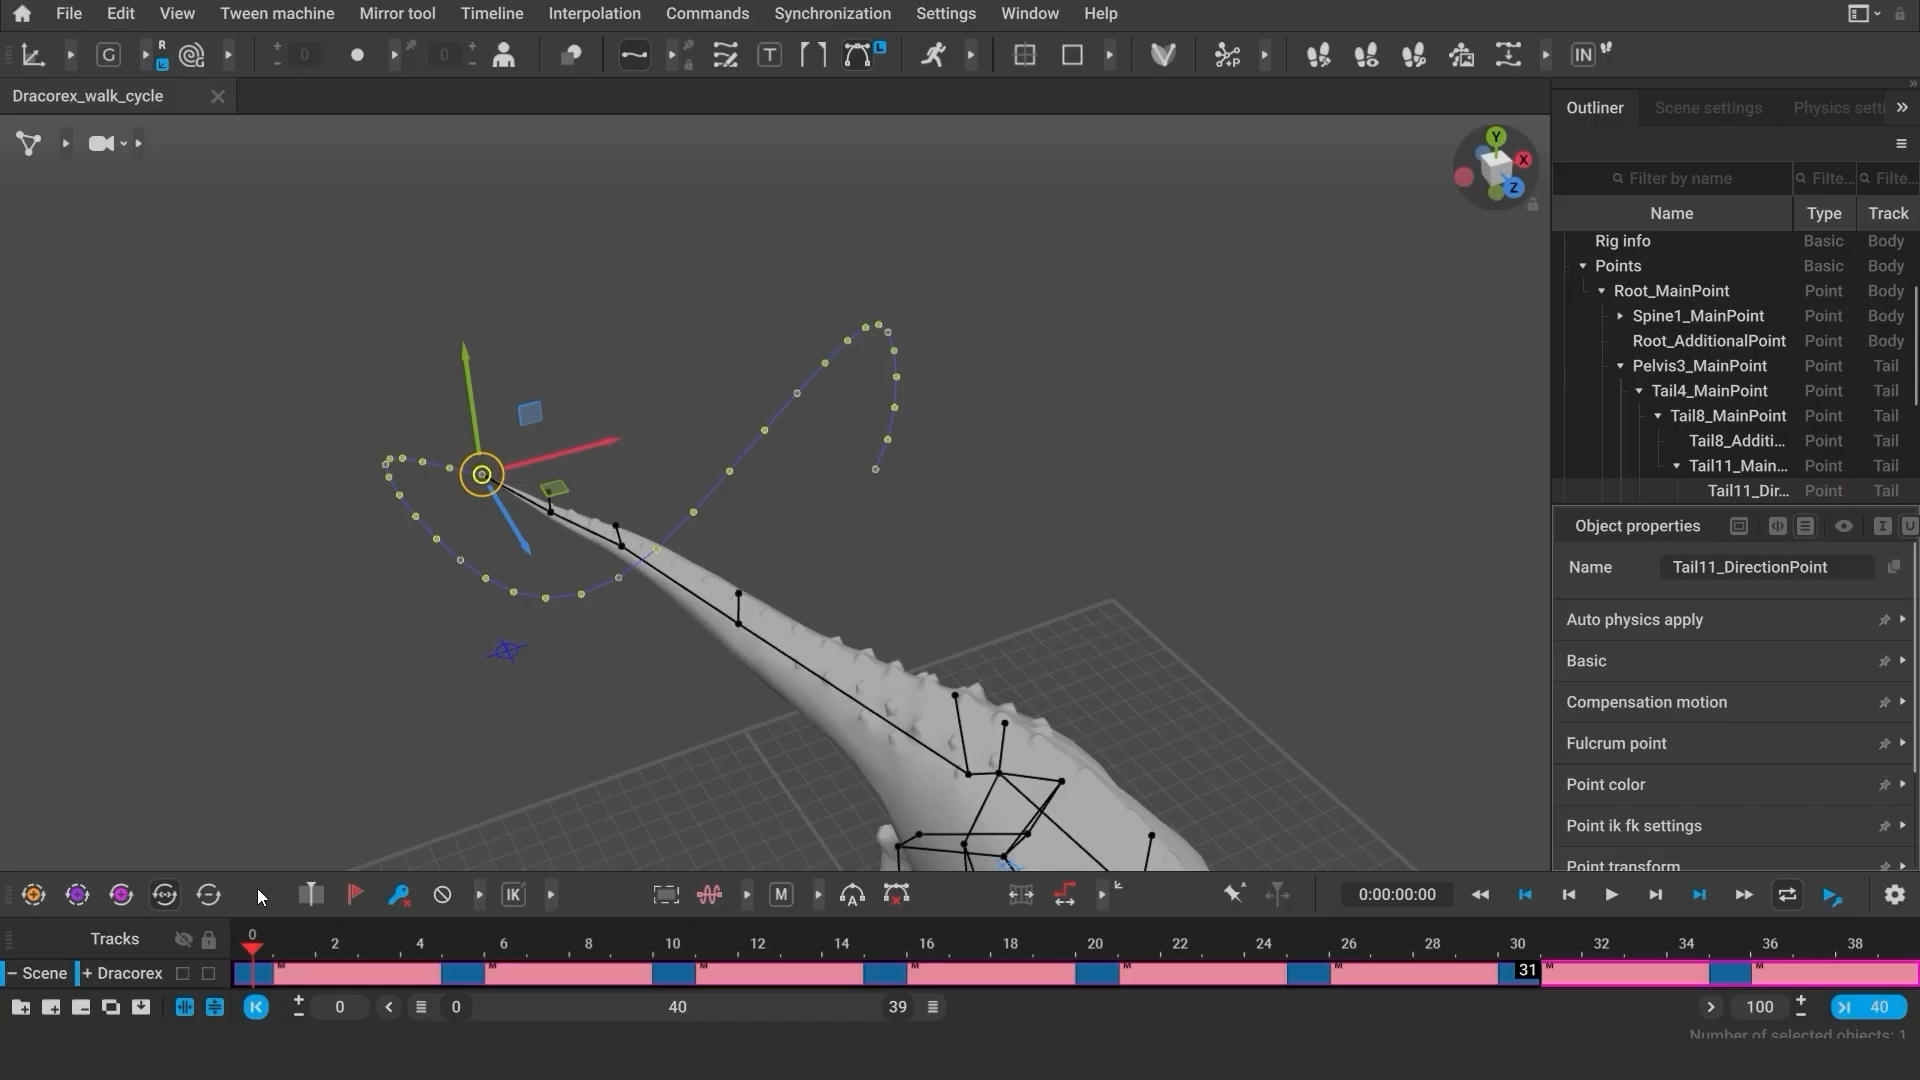 File Edit View Tween machine Mirror tool Timeline Interpolation Commands Synchronization Settings Window Help
G R L 0 0 T L P IN
Dracorex_walk_cycle
Outliner Scene settings Physics setti
Y X Z
Filter by name Filte... Filte...
Name Type Track
Rig info Basic Body
Points Basic Body
Root_MainPoint Point Body
Spine1_MainPoint Point Body
Root_AdditionalPoint Point Body
Pelvis3_MainPoint Point Tail
Tail4_MainPoint Point Tail
Tail8_MainPoint Point Tail
Tail8_Additi... Point Tail
Tail11_Main... Point Tail
Tail11_Dir... Point Tail
Object properties
Name Tail11_DirectionPoint
Auto physics apply
Basic
Compensation motion
Fulcrum point
Point color
Point ik fk settings
Point transform
IK M 0:00:00:00
Tracks 0 2 4 6 8 10 12 14 16 18 20 22 24 26 28 30 32 34 36 38
Scene Dracorex M M M M M M 31 M M
0 0 40 39 100 40
Number of selected objects: 1